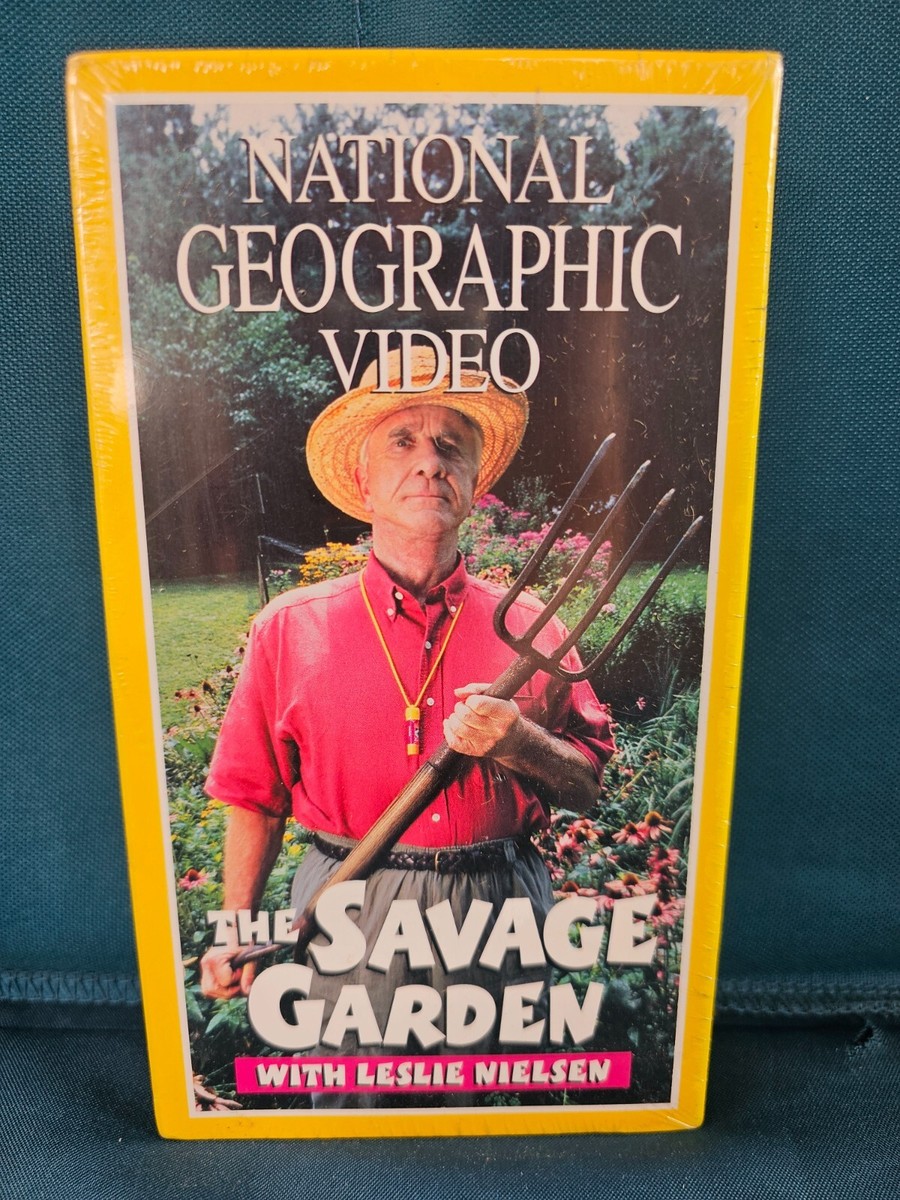 NATIONAL
GEOGRAPHIC
VIDEO
THE SAVAGE
GARDEN
WITH LESLIE NIELSEN